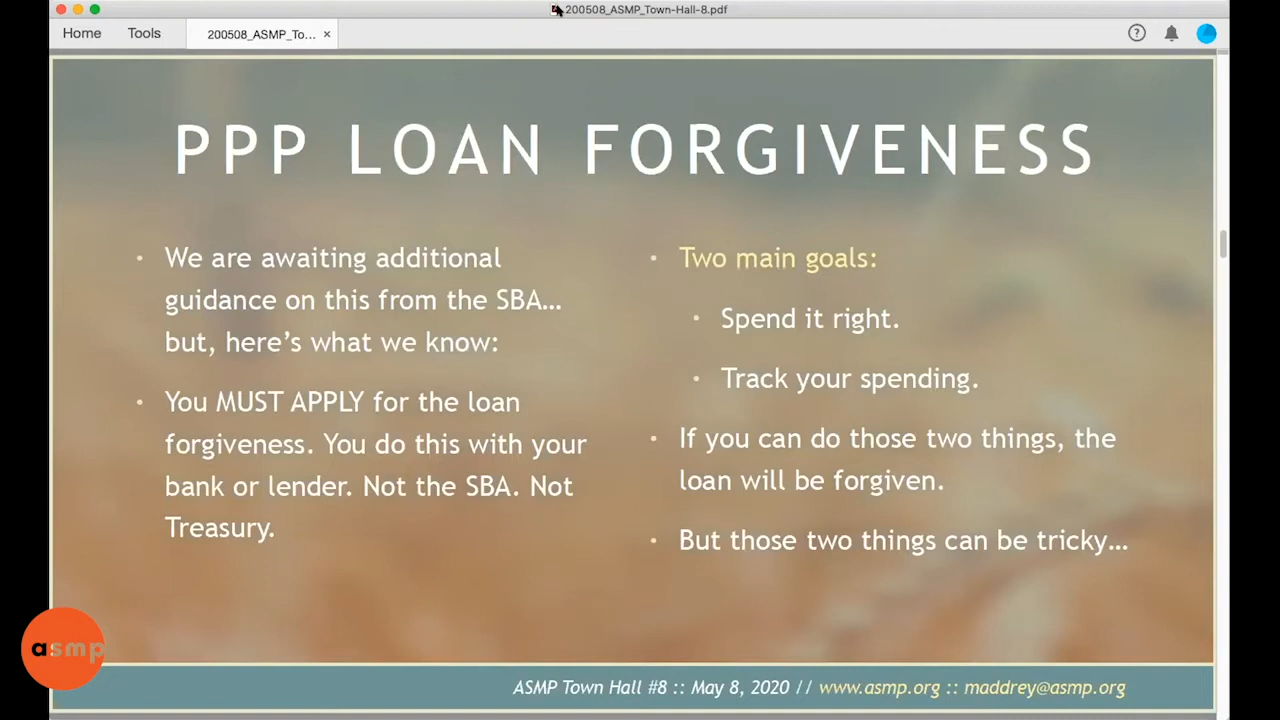 200508_ASMP_Town-Hall-8.pdf
Home
Tools
200508_ASMP_To... ×
PPP LOAN FORGIVENESS
• We are awaiting additional
guidance on this from the SBA…
but, here’s what we know:
• You MUST APPLY for the loan
forgiveness. You do this with your
bank or lender. Not the SBA. Not
Treasury.
• Two main goals:
• Spend it right.
• Track your spending.
• If you can do those two things, the
loan will be forgiven.
• But those two things can be tricky…
asmp
ASMP Town Hall #8 :: May 8, 2020 // www.asmp.org :: maddrey@asmp.org